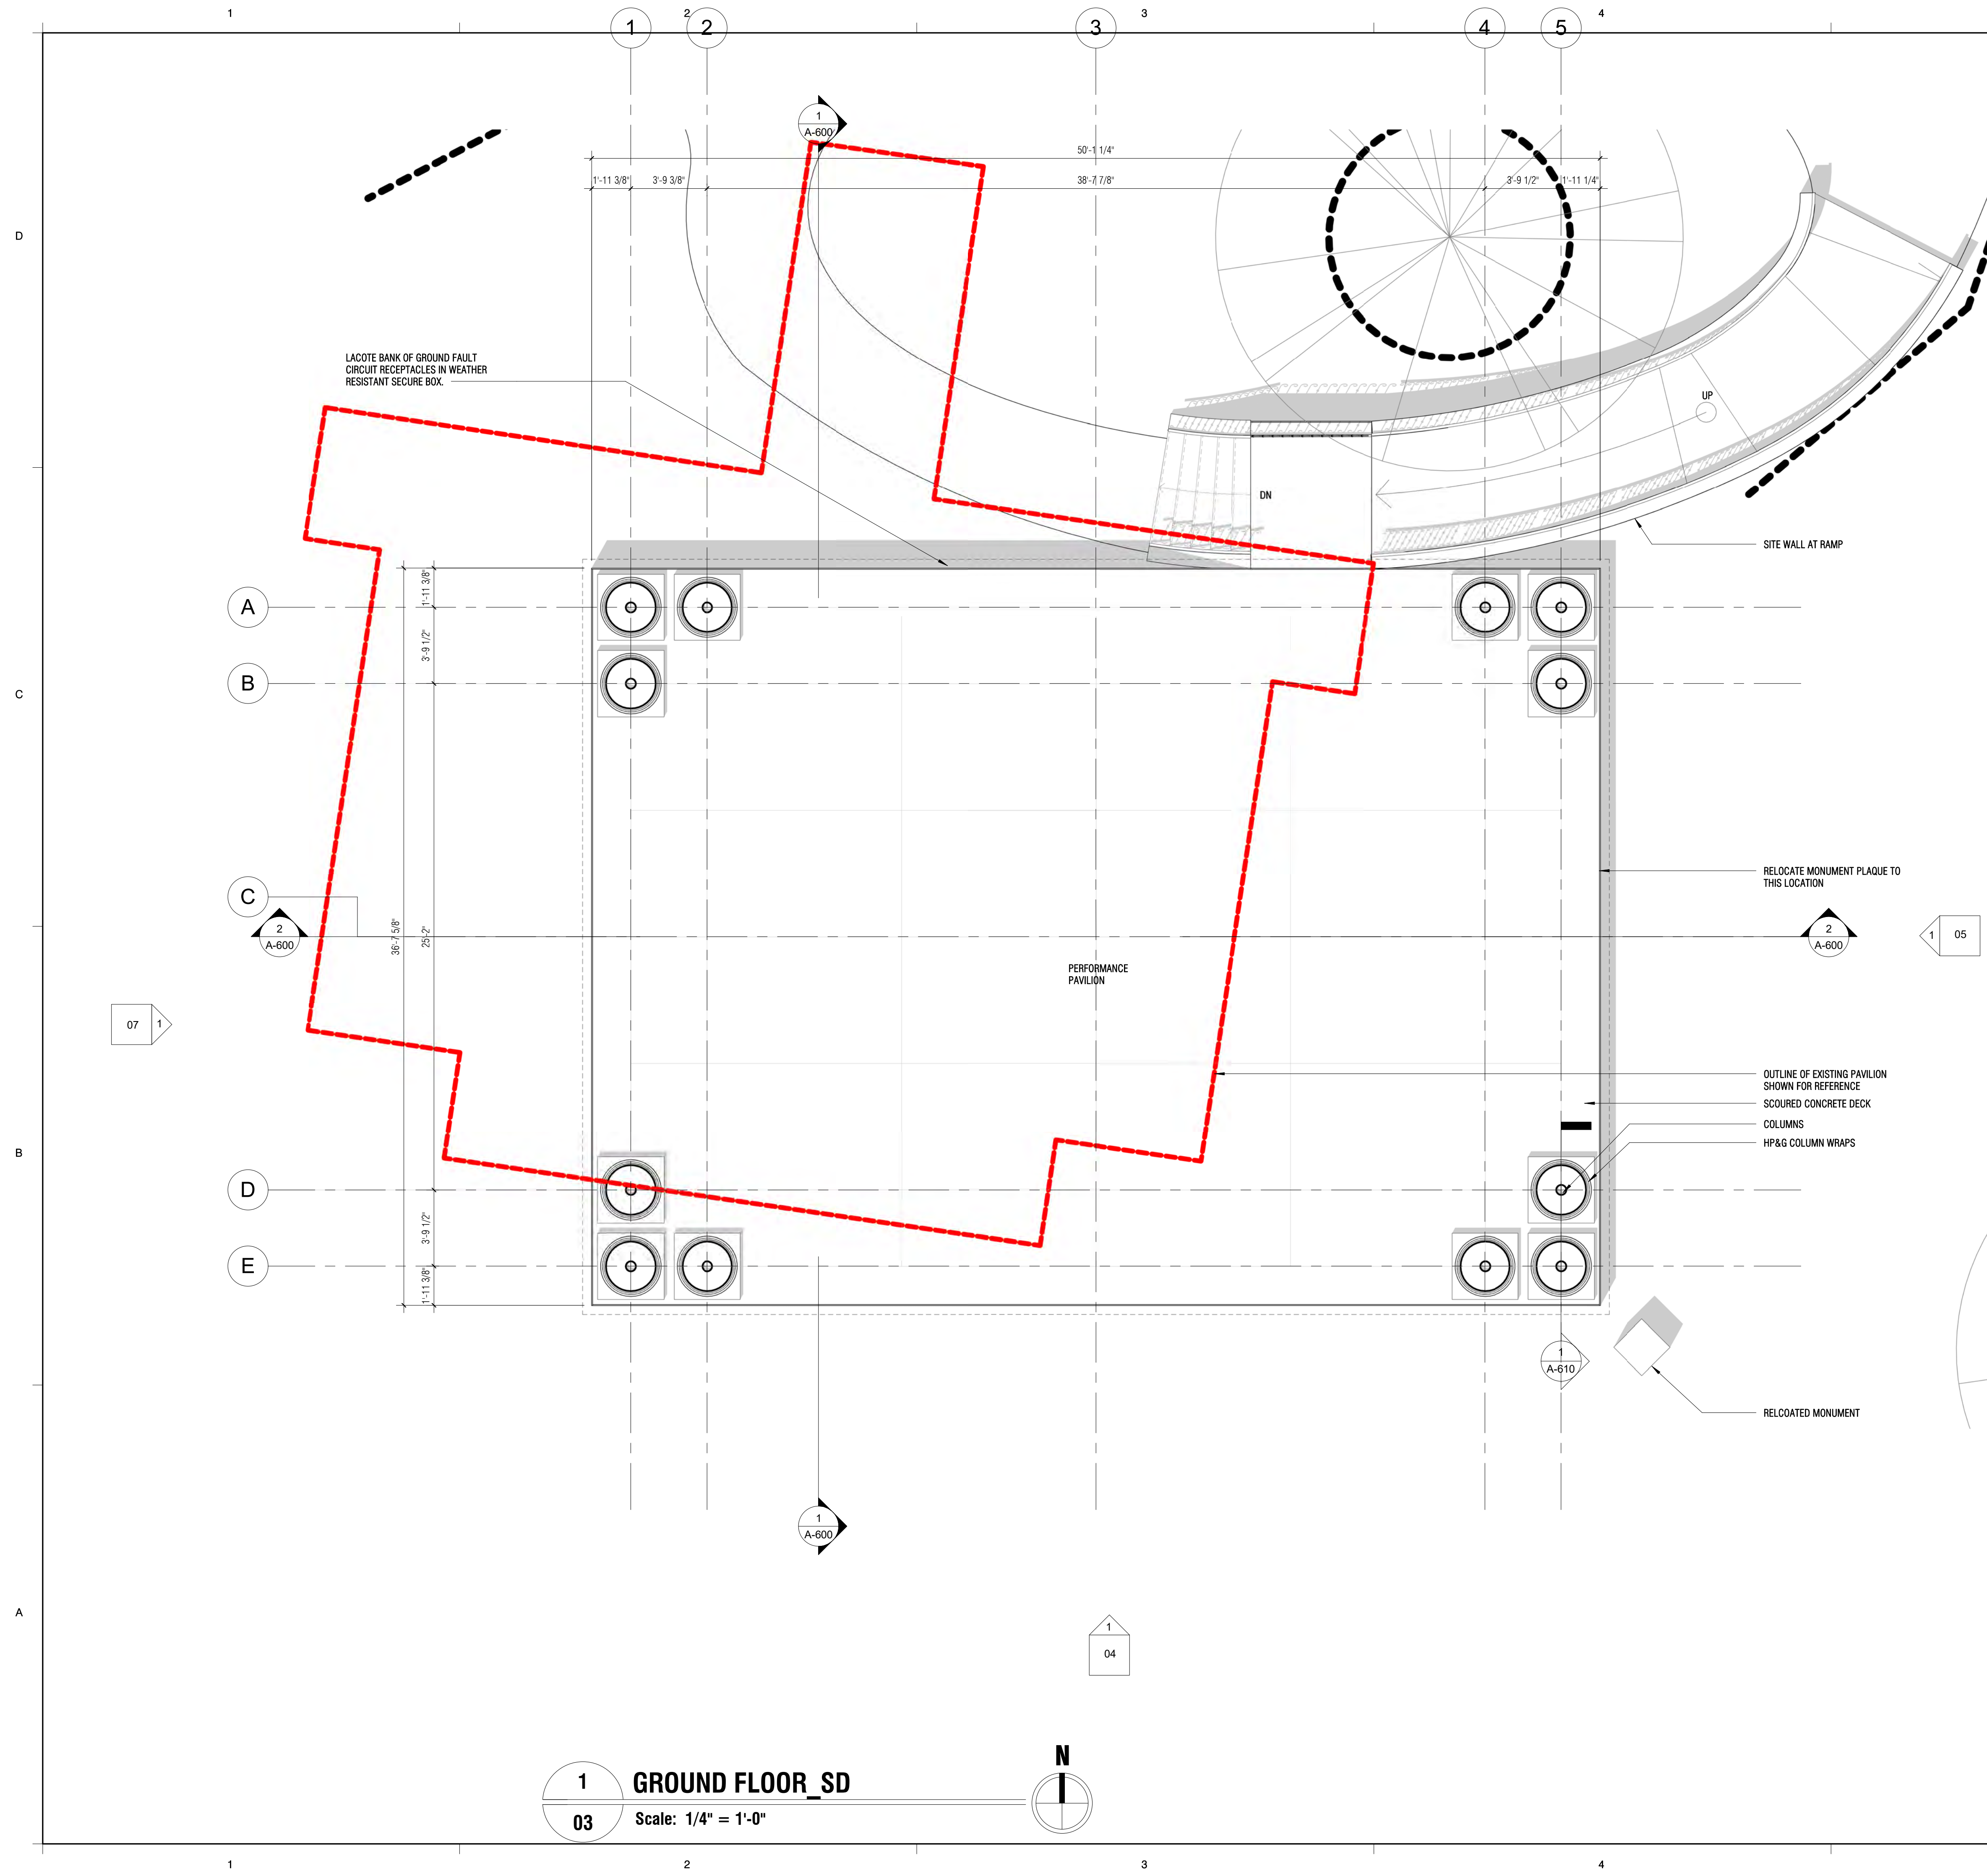 1 2 3 4
1 2 3 4 5
1
A-600
50'-1 1/4"
1'-11 3/8" 3'-9 3/8" 38'-7 7/8" 3'-9 1/2" 1'-11 1/4"
D
LACOTE BANK OF GROUND FAULT
CIRCUIT RECEPTACLES IN WEATHER
RESISTANT SECURE BOX.
UP
DN
SITE WALL AT RAMP
A
1'-11 3/8"
3'-9 1/2"
B
C
RELOCATE MONUMENT PLAQUE TO
THIS LOCATION
C
2
A-600
36'-7 5/8"
25'-2"
2
A-600
1 05
PERFORMANCE
PAVILION
07 1
OUTLINE OF EXISTING PAVILION
SHOWN FOR REFERENCE
SCOURED CONCRETE DECK
COLUMNS
HP&G COLUMN WRAPS
B
D
3'-9 1/2"
E
1'-11 3/8"
1
A-610
RELCOATED MONUMENT
1
A-600
A
1
04
N
1 GROUND FLOOR_SD
03 Scale: 1/4" = 1'-0"
1 2 3 4